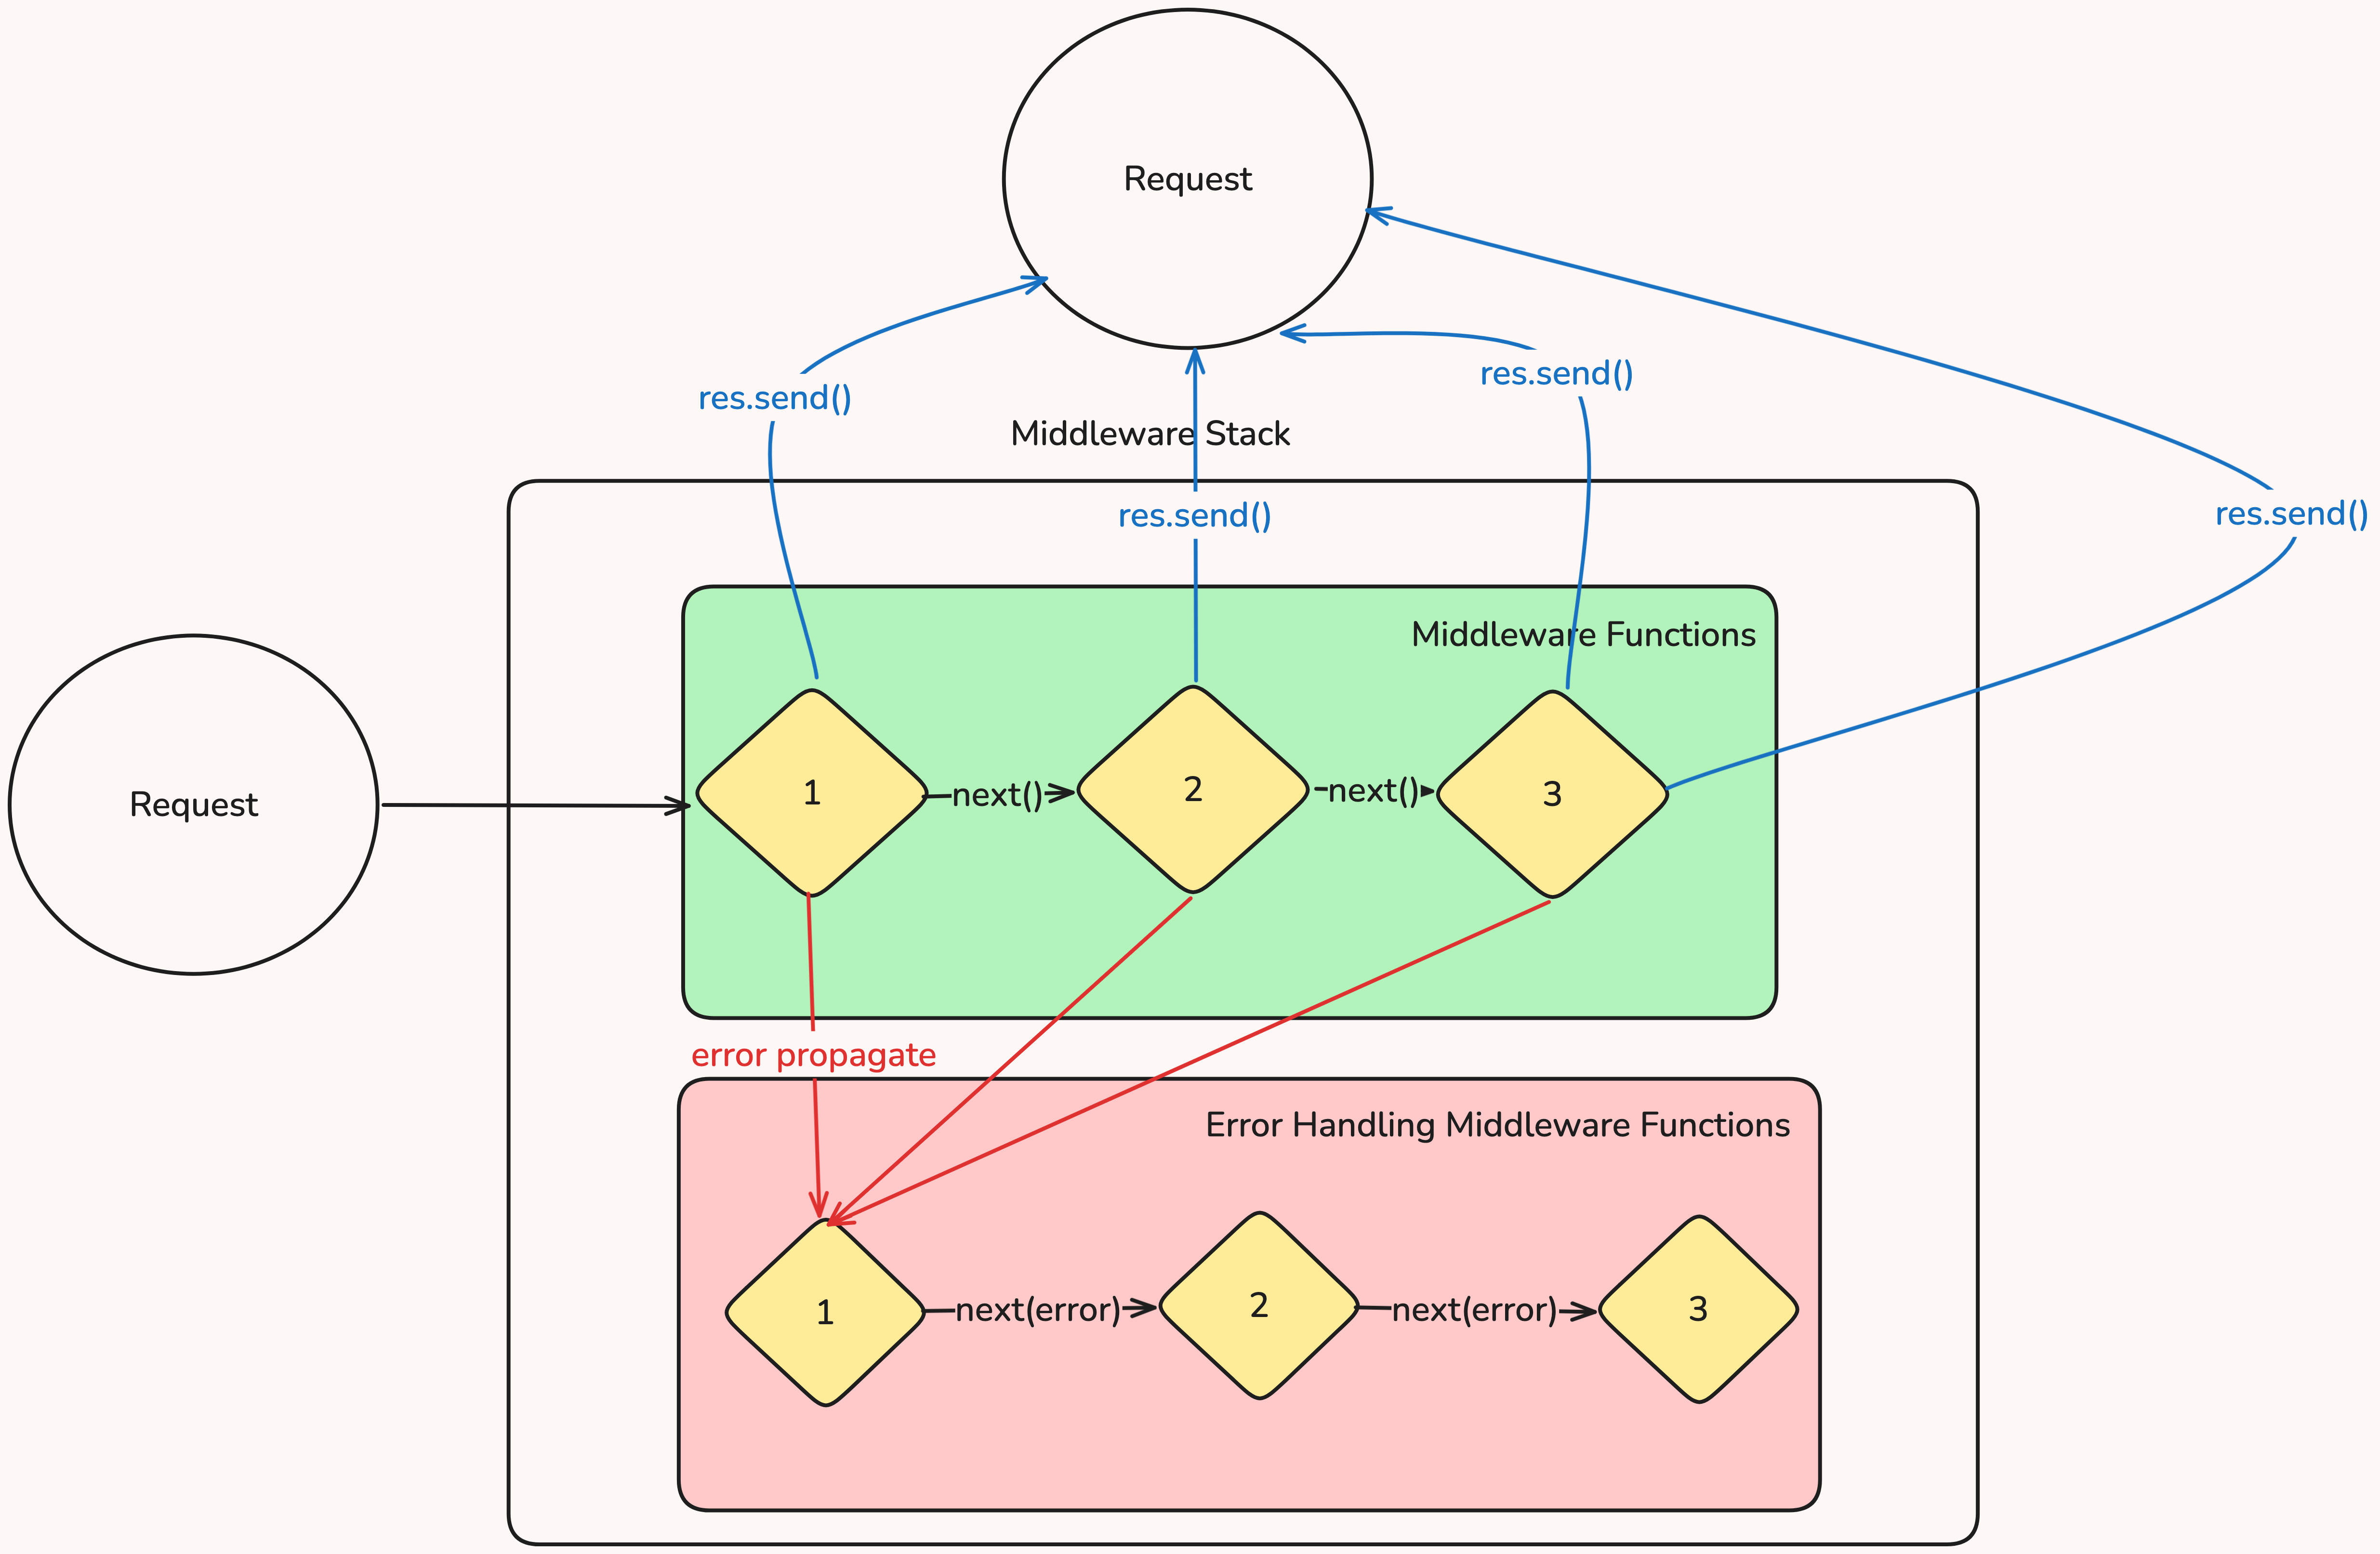 Request
res.send()
res.send()
Middleware Stack
res.send()
res.send()
Middleware Functions
Request
1
next()
2
next()
3
error propagate
Error Handling Middleware Functions
1
next(error)
2
next(error)
3